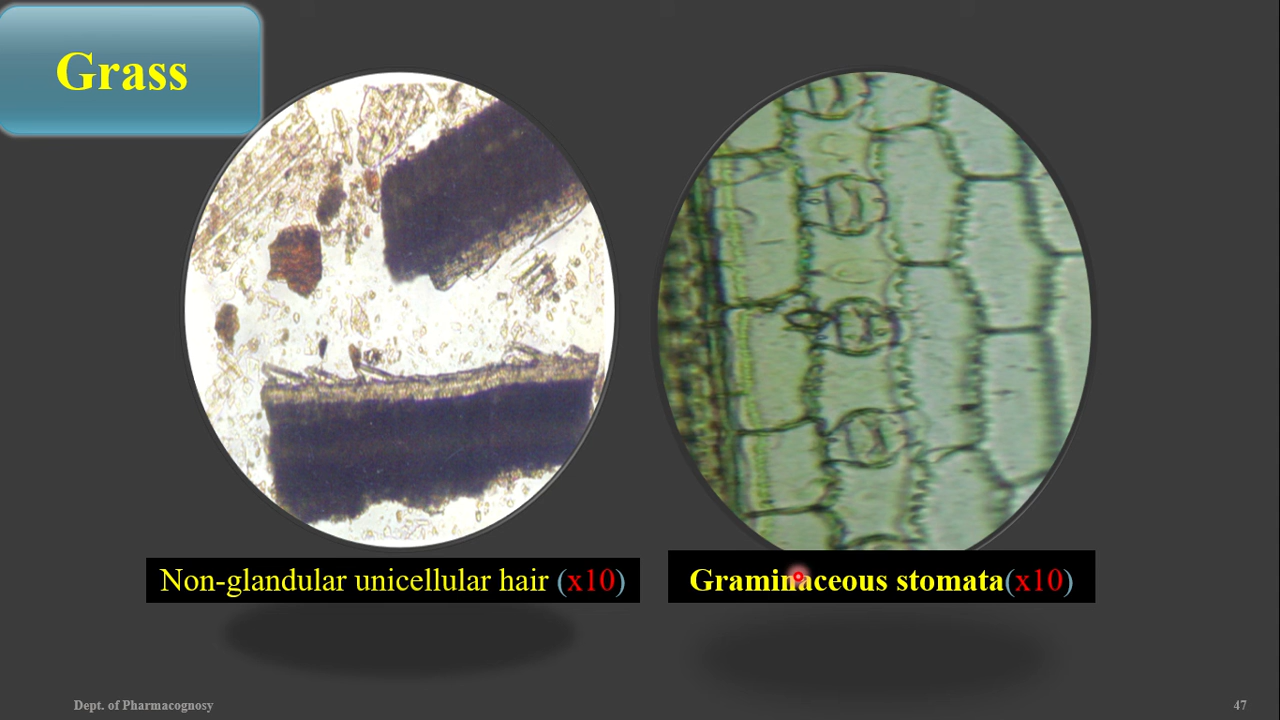 Grass
Non-glandular unicellular hair (x10)
Graminaceous stomata(x10)
Dept. of Pharmacognosy
47